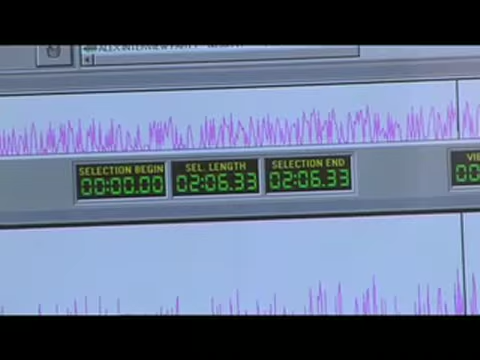 ALEX INTERVIEW PART
SELECTION BEGIN SEL. LENGTH SELECTION END
00:00.00 02:06.33 02:06.33